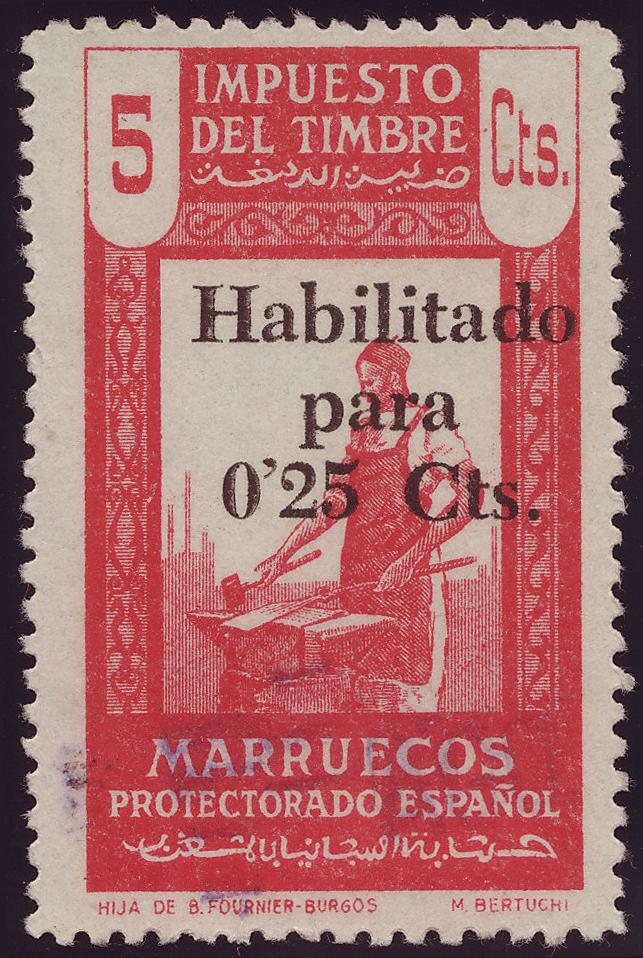 5
IMPUESTO
DEL TIMBRE
Cts.
Habilitado
para
0'25 Cts.
MARRUECOS
PROTECTORADO ESPAÑOL
HIJA DE B. FOURNIER-BURGOS M. BERTUCHI